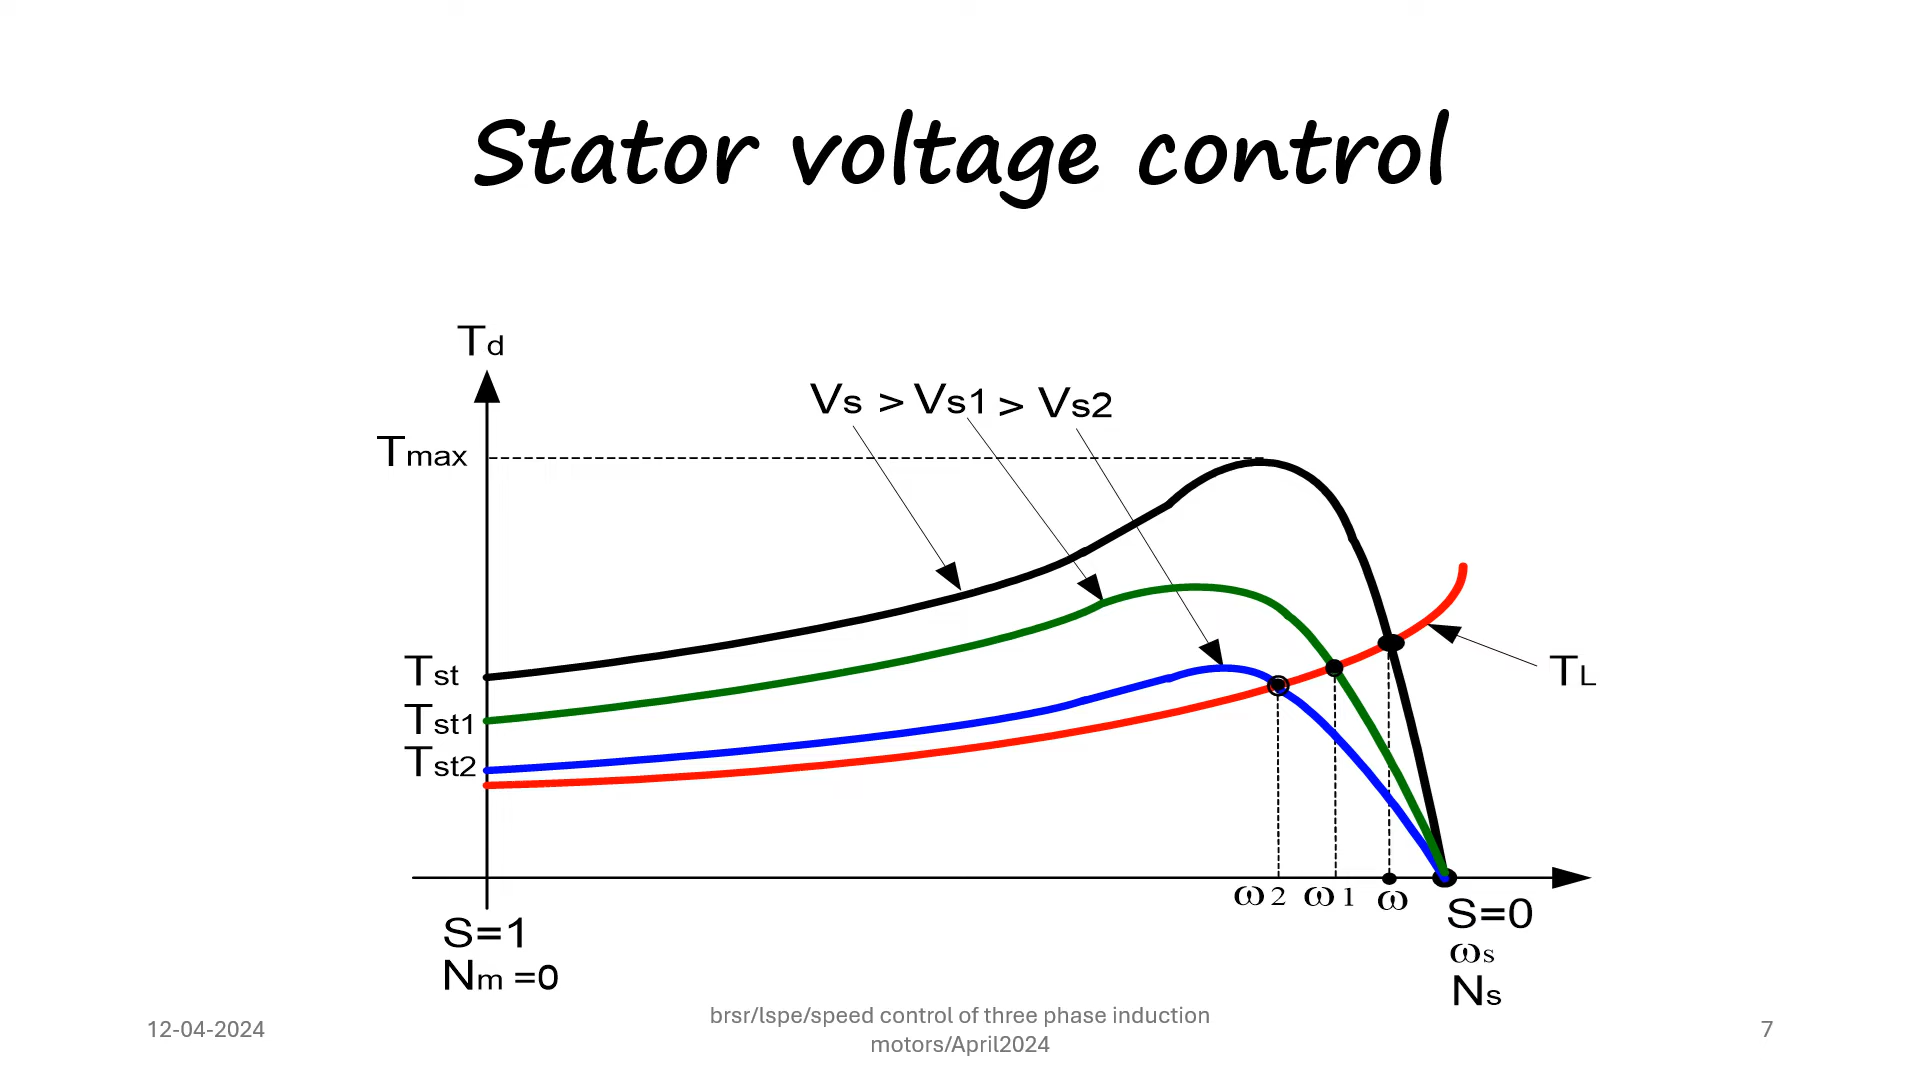 Stator voltage control
Td
Vs > Vs1 > Vs2
Tmax
Tst
TL
Tst1
Tst2
ω2 ω1 ω
S=1
S=0
Nm =0
ωs
Ns
12-04-2024
brsr/lspe/speed control of three phase induction
motors/April2024
7